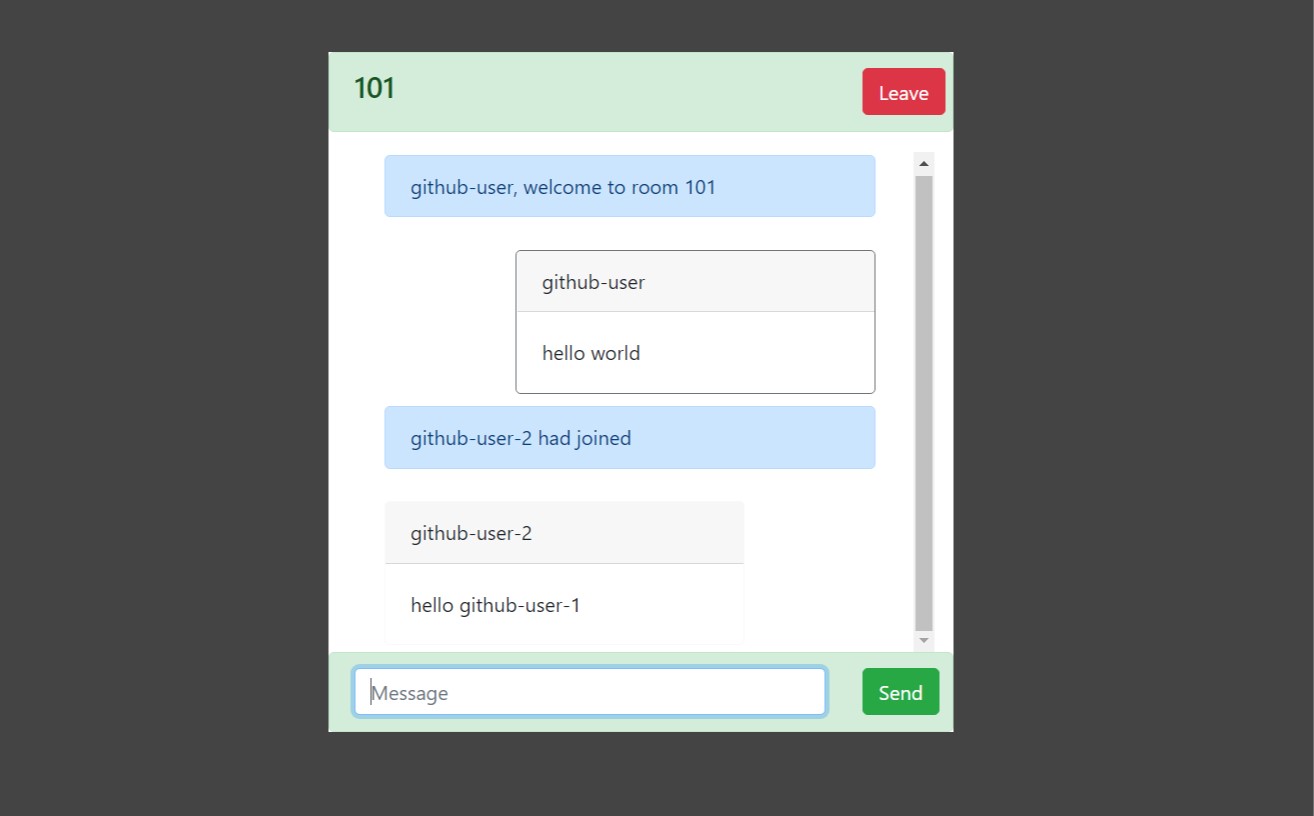 101
Leave
github-user, welcome to room 101
github-user
hello world
github-user-2 had joined
github-user-2
hello github-user-1
Message
Send